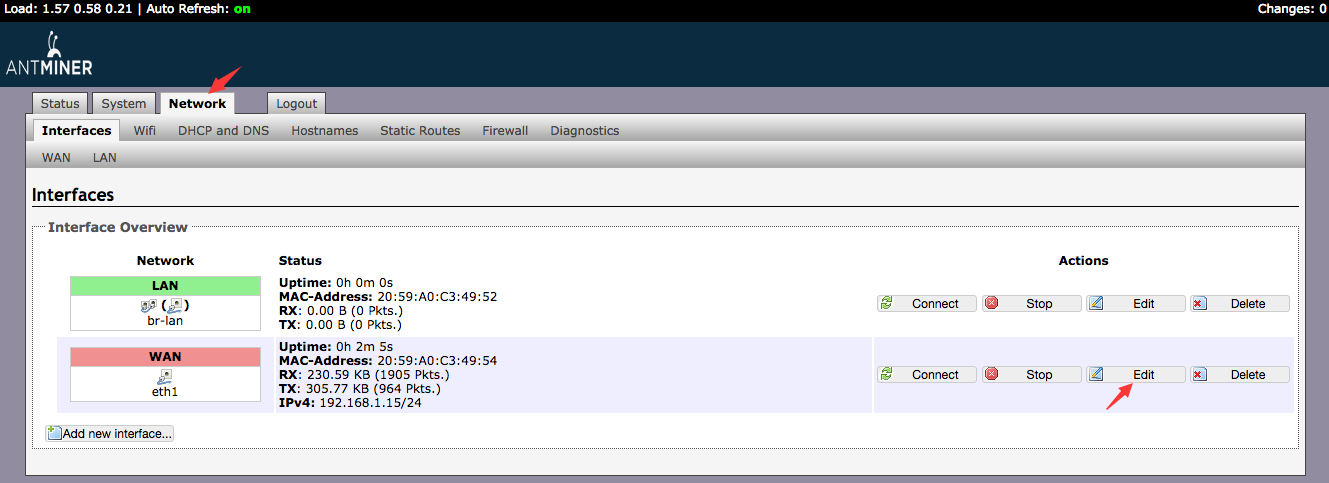 Load: 1.57 0.58 0.21 | Auto Refresh: on Changes: 0
ANTMINER
Status System Network Logout
Interfaces Wifi DHCP and DNS Hostnames Static Routes Firewall Diagnostics
WAN LAN
Interfaces
Interface Overview
Network Status Actions
LAN
( )
br-lan
Uptime: 0h 0m 0s
MAC-Address: 20:59:A0:C3:49:52
RX: 0.00 B (0 Pkts.)
TX: 0.00 B (0 Pkts.)
Connect Stop Edit Delete
WAN
eth1
Uptime: 0h 2m 5s
MAC-Address: 20:59:A0:C3:49:54
RX: 230.59 KB (1905 Pkts.)
TX: 305.77 KB (964 Pkts.)
IPv4: 192.168.1.15/24
Connect Stop Edit Delete
Add new interface...